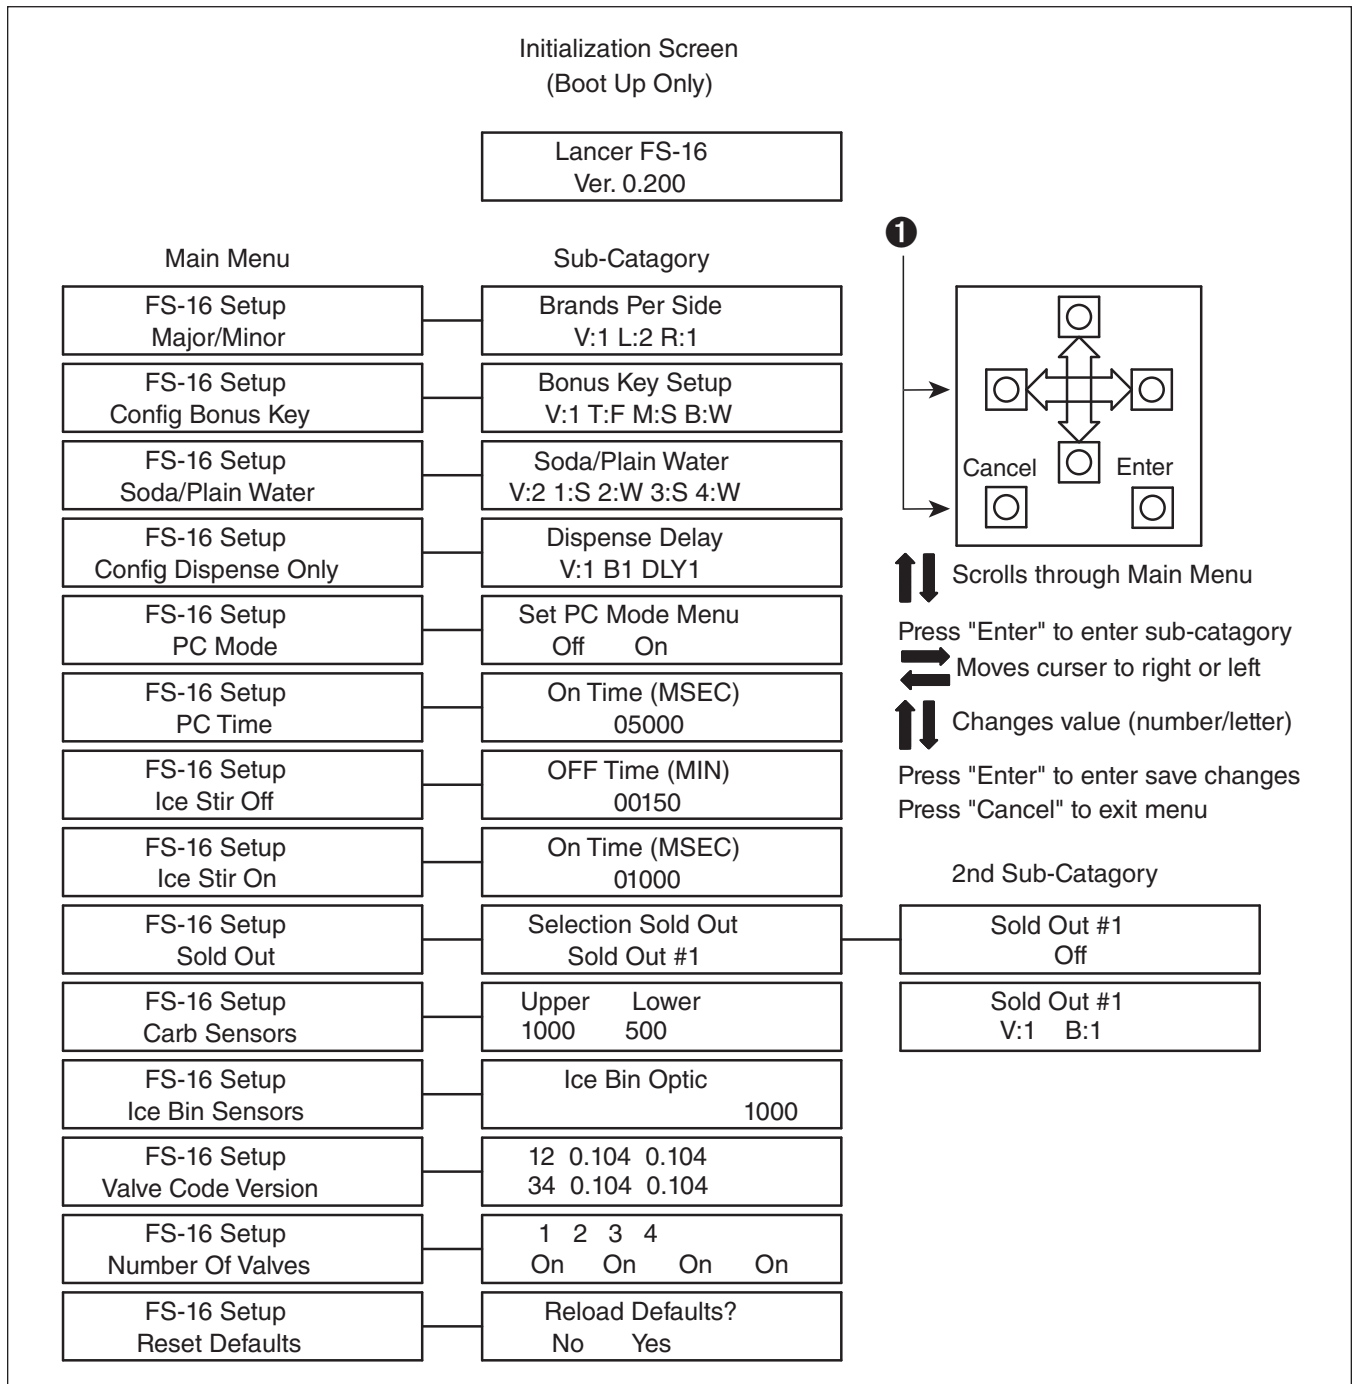 Initialization Screen
(Boot Up Only)
Lancer FS-16
Ver. 0.200
Main Menu
Sub-Catagory
FS-16 Setup
Major/Minor
Brands Per Side
V:1 L:2 R:1
FS-16 Setup
Config Bonus Key
Bonus Key Setup
V:1 T:F M:S B:W
FS-16 Setup
Soda/Plain Water
Soda/Plain Water
V:2 1:S 2:W 3:S 4:W
FS-16 Setup
Config Dispense Only
Dispense Delay
V:1 B1 DLY1
FS-16 Setup
PC Mode
Set PC Mode Menu
Off On
FS-16 Setup
PC Time
On Time (MSEC)
05000
FS-16 Setup
Ice Stir Off
OFF Time (MIN)
00150
FS-16 Setup
Ice Stir On
On Time (MSEC)
01000
FS-16 Setup
Sold Out
Selection Sold Out
Sold Out #1
FS-16 Setup
Carb Sensors
Upper Lower
1000 500
FS-16 Setup
Ice Bin Sensors
Ice Bin Optic
1000
FS-16 Setup
Valve Code Version
12 0.104 0.104
34 0.104 0.104
FS-16 Setup
Number Of Valves
1 2 3 4
On On On On
FS-16 Setup
Reset Defaults
Reload Defaults?
No Yes
1
Cancel
Enter
Scrolls through Main Menu
Press "Enter" to enter sub-catagory
Moves curser to right or left
Changes value (number/letter)
Press "Enter" to enter save changes
Press "Cancel" to exit menu
2nd Sub-Catagory
Sold Out #1
Off
Sold Out #1
V:1 B:1